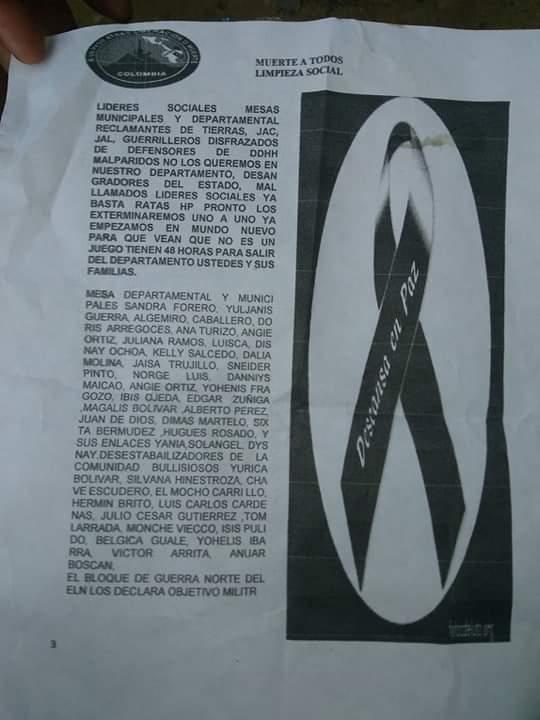 COLOMBIA
MUERTE A TODOS
LIMPIEZA SOCIAL
LIDERES SOCIALES MESAS
MUNICIPALES Y DEPARTAMENTAL
RECLAMANTES DE TIERRAS, JAC,
JAL, GUERRILLEROS DISFRAZADOS
DE DEFENSORES DE DDHH
MALPARIDOS NO LOS QUEREMOS EN
NUESTRO DEPARTAMENTO, DESAN
GRADORES DEL ESTADO, MAL
LLAMADOS LIDERES SOCIALES YA
BASTA RATAS HP PRONTO LOS
EXTERMINAREMOS UNO A UNO YA
EMPEZAMOS EN MUNDO NUEVO
PARA QUE VEAN QUE NO ES UN
JUEGO TIENEN 48 HORAS PARA SALIR
DEL DEPARTAMENTO USTEDES Y SUS
FAMILIAS.
MESA DEPARTAMENTAL Y MUNICI
PALES SANDRA FORERO, YULJANIS
GUERRA, ALGEMIRO, CABALLERO, DO
RIS ARREGOCES, ANA TURIZO, ANGIE
ORTIZ, JULIANA RAMOS, LUISCA, DIS
NAY OCHOA, KELLY SALCEDO, DALIA
MOLINA, JAISA TRUJILLO, SNEIDER
PINTO, NORGE LUIS, DANNIYS
MAICAO, ANGIE ORTIZ, YOHENIS FRA
GOZO, IBIS OJEDA, EDGAR ZUÑIGA
,MAGALIS BOLIVAR ,ALBERTO PEREZ,
JUAN DE DIOS, DIMAS MARTELO, SIX
TA BERMUDEZ ,HUGUES ROSADO, Y
SUS ENLACES YANIA,SOLANGEL, DYS
NAY,DESESTABAILIZADORES DE LA
COMUNIDAD BULLISIOSOS YURICA
BOLIVAR, SILVANA HINESTROZA, CHA
VE ESCUDERO, EL MOCHO CARRI LLO,
HERMIN BRITO, LUIS CARLOS CARDE
NAS, JULIO CESAR GUTIERREZ ,TOM
LARRADA, MONCHE VIECCO, ISIS PULI
DO, BELGICA GUALE, YOHELIS IBA
RRA, VICTOR ARRITA, ANUAR
BOSCAN.
EL BLOQUE DE GUERRA NORTE DEL
ELN LOS DECLARA OBJETIVO MILITR
Descansa en Paz
3